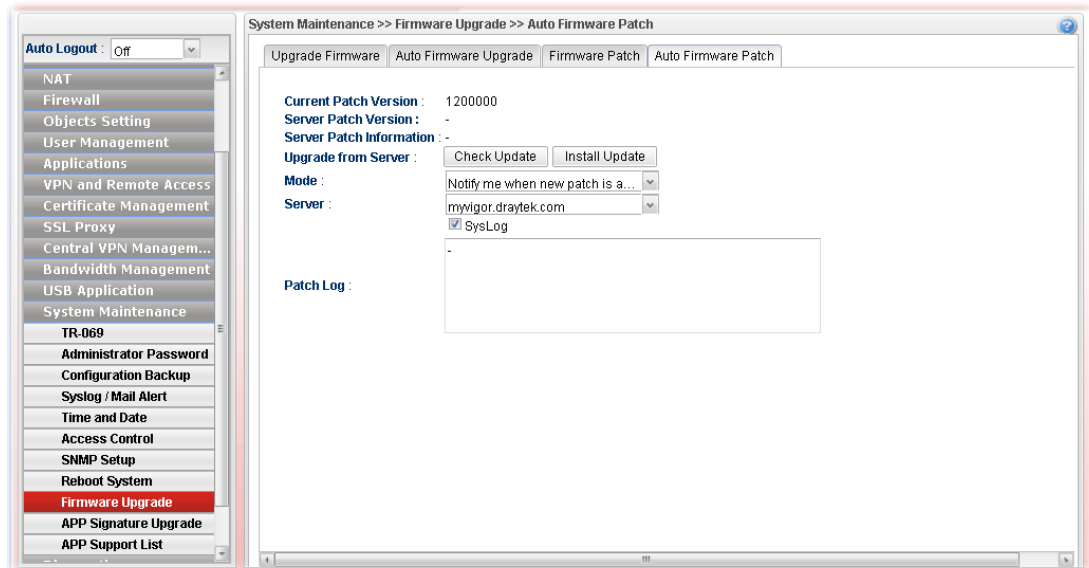 System Maintenance >> Firmware Upgrade >> Auto Firmware Patch
Auto Logout : Off
NAT
Firewall
Objects Setting
User Management
Applications
VPN and Remote Access
Certificate Management
SSL Proxy
Central VPN Managem...
Bandwidth Management
USB Application
System Maintenance
TR-069
Administrator Password
Configuration Backup
Syslog / Mail Alert
Time and Date
Access Control
SNMP Setup
Reboot System
Firmware Upgrade
APP Signature Upgrade
APP Support List
Upgrade Firmware Auto Firmware Upgrade Firmware Patch Auto Firmware Patch
Current Patch Version : 1200000
Server Patch Version : -
Server Patch Information : -
Upgrade from Server : Check Update Install Update
Mode : Notify me when new patch is a...
Server : myvigor.draytek.com
SysLog
-
Patch Log :